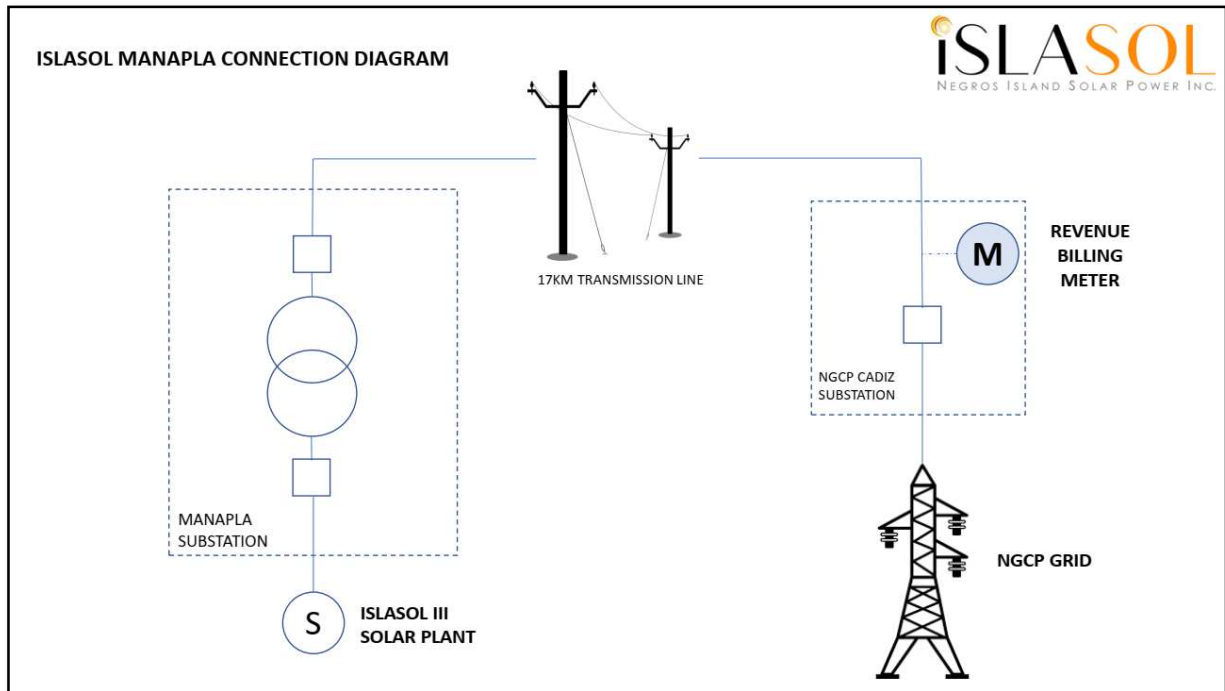 ISLASOL MANAPLA CONNECTION DIAGRAM
iSLASOL
NEGROS ISLAND SOLAR POWER INC.
17KM TRANSMISSION LINE
M
REVENUE
BILLING
METER
NGCP CADIZ
SUBSTATION
MANAPLA
SUBSTATION
S
ISLASOL III
SOLAR PLANT
NGCP GRID